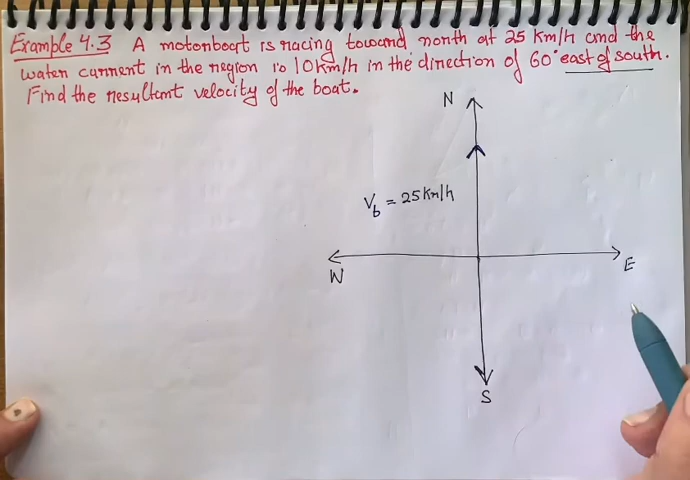 Example 4.3 A motorboat is racing toward north at 25 Km/h and the
water current in the region is 10 Km/h in the direction of 60° east of south.
Find the resultant velocity of the boat.
N
V_b = 25 Km/h
W
E
S